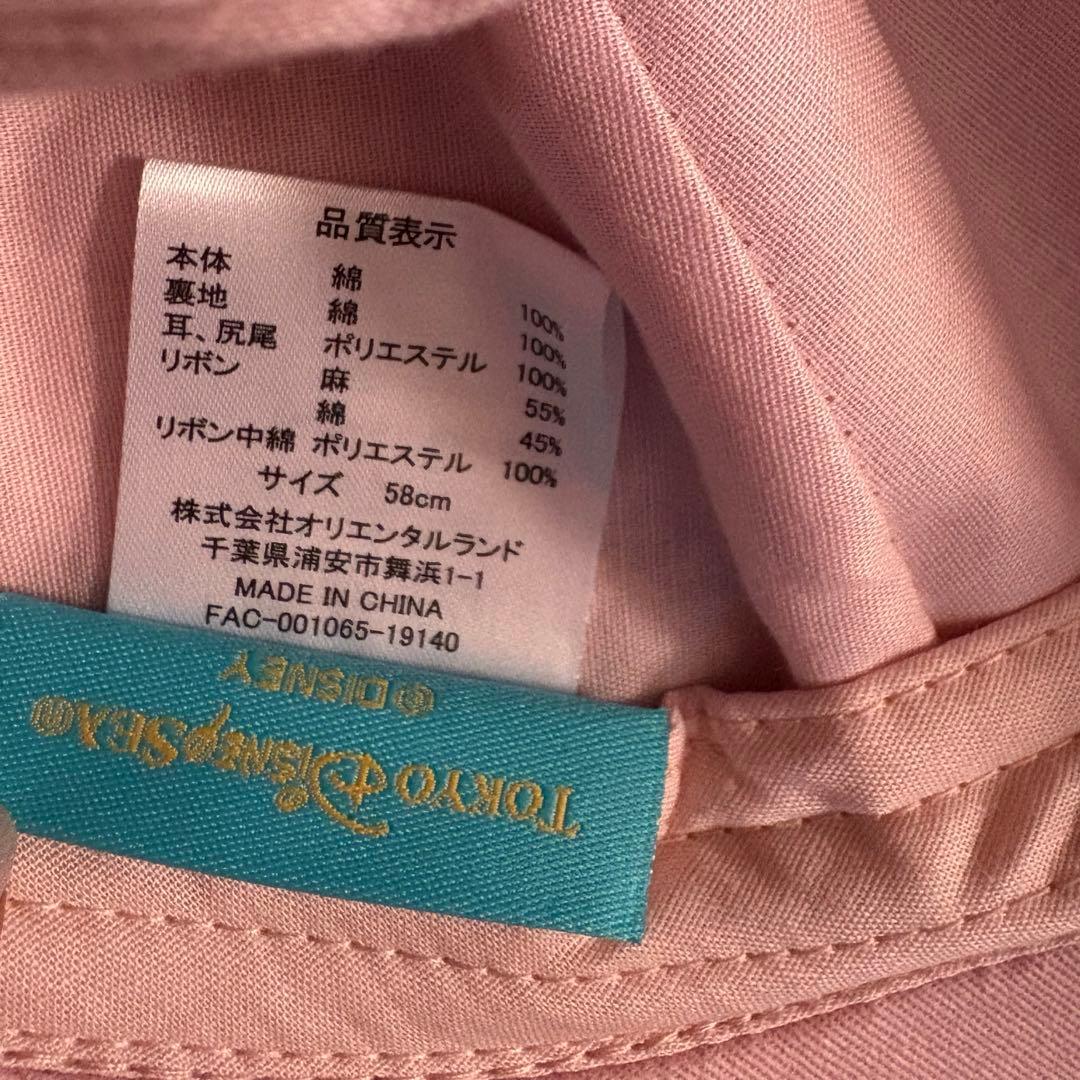 品質表示
本体 綿 100%
裏地 綿 100%
耳、尻尾 ポリエステル 100%
リボン 麻 55%
綿 45%
リボン中綿 ポリエステル 100%
サイズ 58cm
株式会社オリエンタルランド
千葉県浦安市舞浜1-1
MADE IN CHINA
FAC-001065-19140
TOKYO DISNEYSEA®
© DISNEY